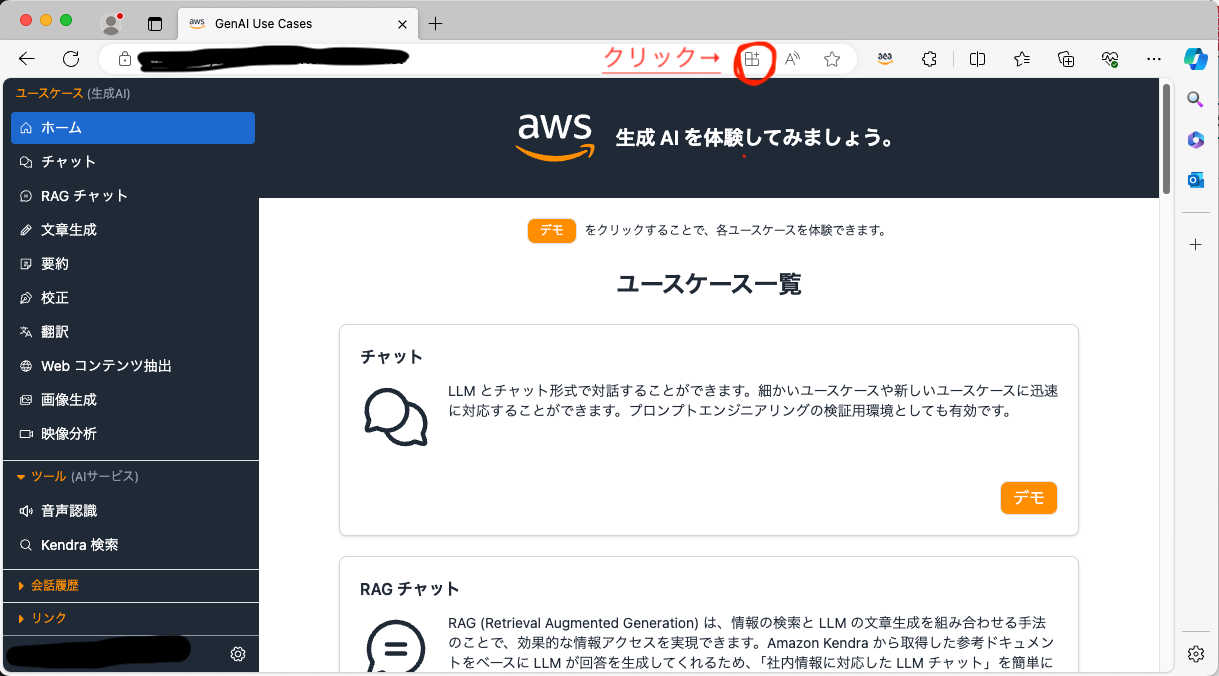 aws GenAI Use Cases
クリック→
ユースケース (生成AI)
ホーム
チャット
RAG チャット
文章生成
要約
校正
翻訳
Web コンテンツ抽出
画像生成
映像分析
ツール (AIサービス)
音声認識
Kendra 検索
会話履歴
リンク
aws 生成 AI を体験してみましょう。
デモ をクリックすることで、各ユースケースを体験できます。
ユースケース一覧
チャット
LLM とチャット形式で対話することができます。細かいユースケースや新しいユースケースに迅速
に対応することができます。プロンプトエンジニアリングの検証用環境としても有効です。
デモ
RAG チャット
RAG (Retrieval Augmented Generation) は、情報の検索と LLM の文章生成を組み合わせる手法
のことで、効果的な情報アクセスを実現できます。Amazon Kendra から取得した参考ドキュメン
トをベースに LLM が回答を生成してくれるため、「社内情報に対応した LLM チャット」を簡単に